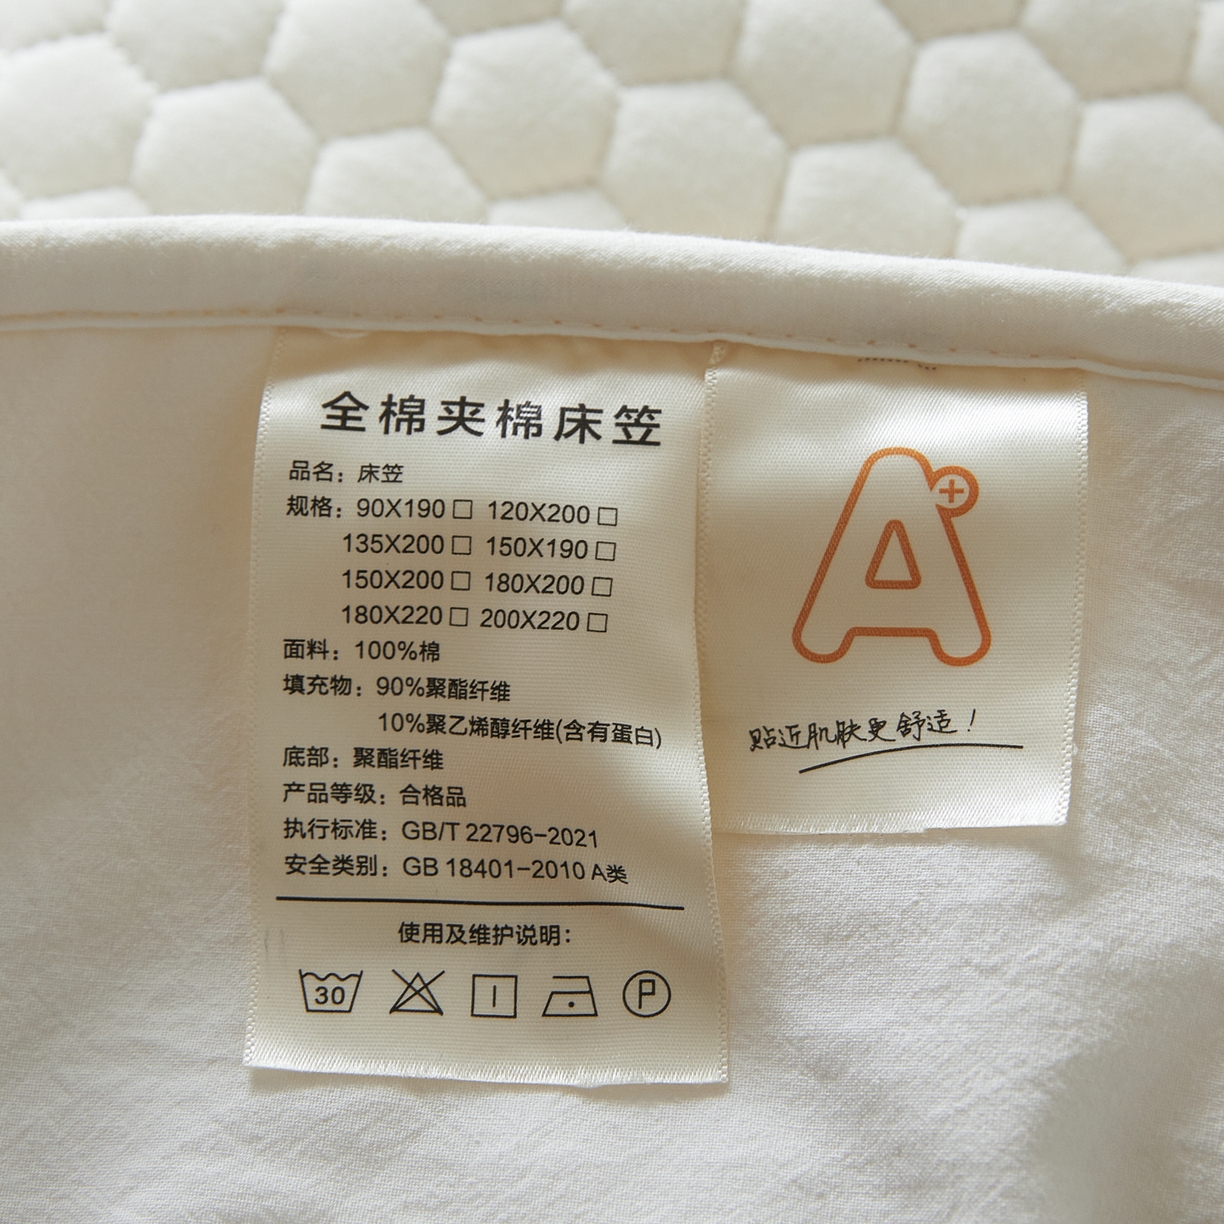 全棉夹棉床笠
品名：床笠
规格：90X190□ 120X200□
135X200□ 150X190□
150X200□ 180X200□
180X220□ 200X220□
面料：100%棉
填充物：90%聚酯纤维
10%聚乙烯醇纤维(含有蛋白)
底部：聚酯纤维
产品等级：合格品
执行标准：GB/T 22796-2021
安全类别：GB 18401-2010 A类
使用及维护说明：
30 P
A+
贴近肌肤更舒适！